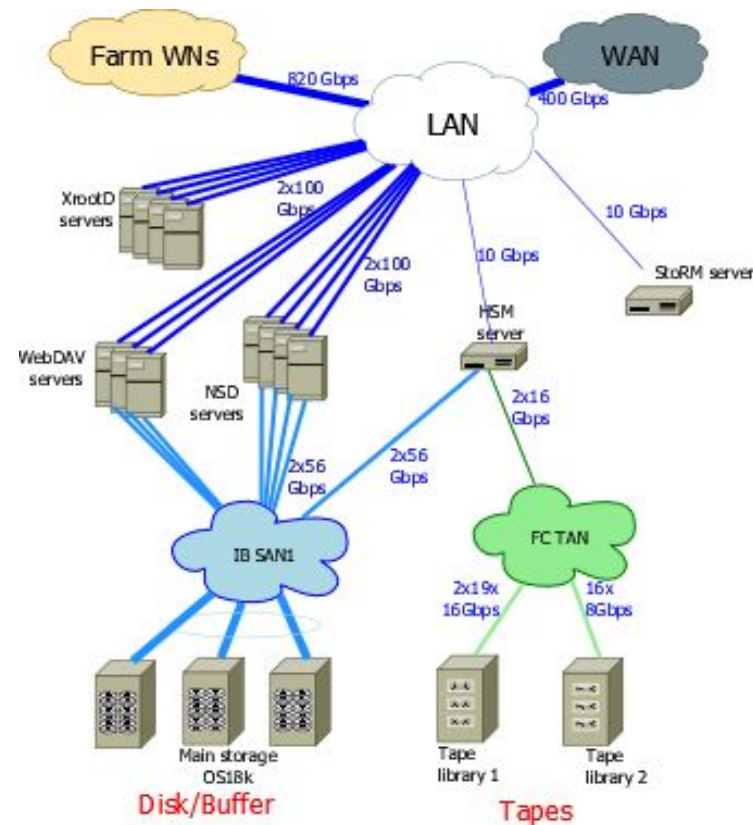 Farm WNs
WAN
820 Gbps
400 Gbps
LAN
XrootD
servers
2x100
Gbps
10 Gbps
2x100
Gbps
10 Gbps
StoRM server
HSM
server
WebDAV
servers
NSD
servers
2x16
Gbps
2x56
Gbps
2x56
Gbps
IB SAN1
FC TAN
2x19x
16Gbps
16x
8Gbps
Main storage
OS18k
Tape
library 1
Tape
library 2
Disk/Buffer
Tapes